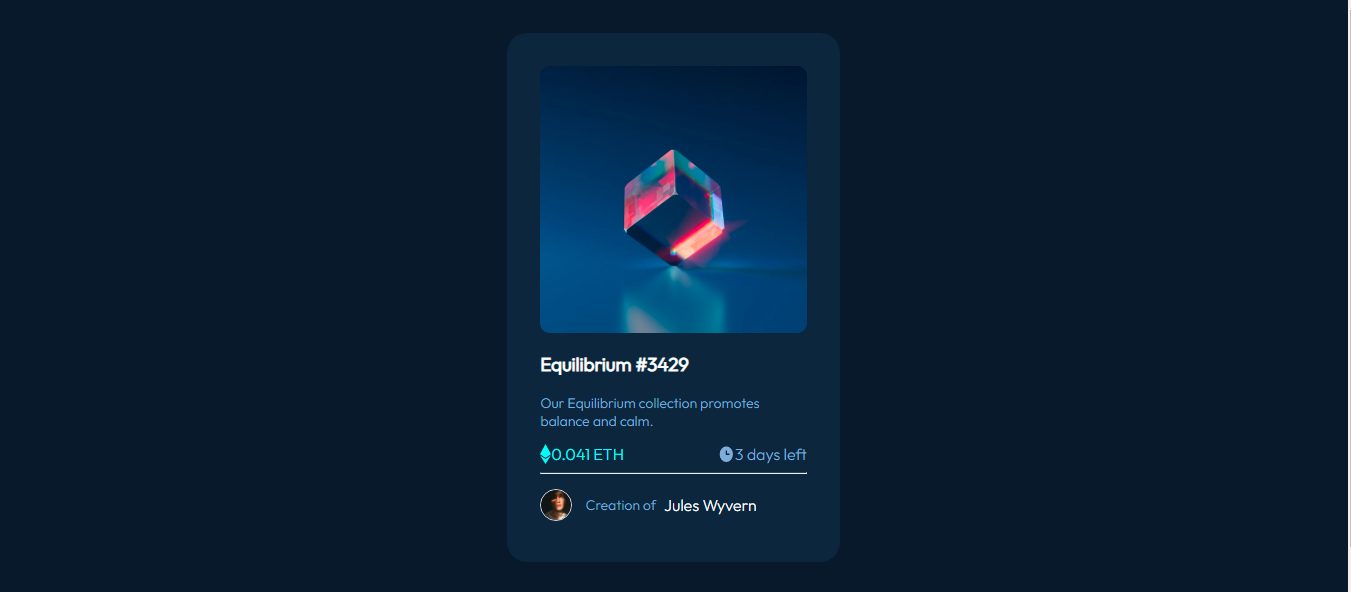 Equilibrium #3429
Our Equilibrium collection promotes
balance and calm.
0.041 ETH 3 days left
Creation of Jules Wyvern